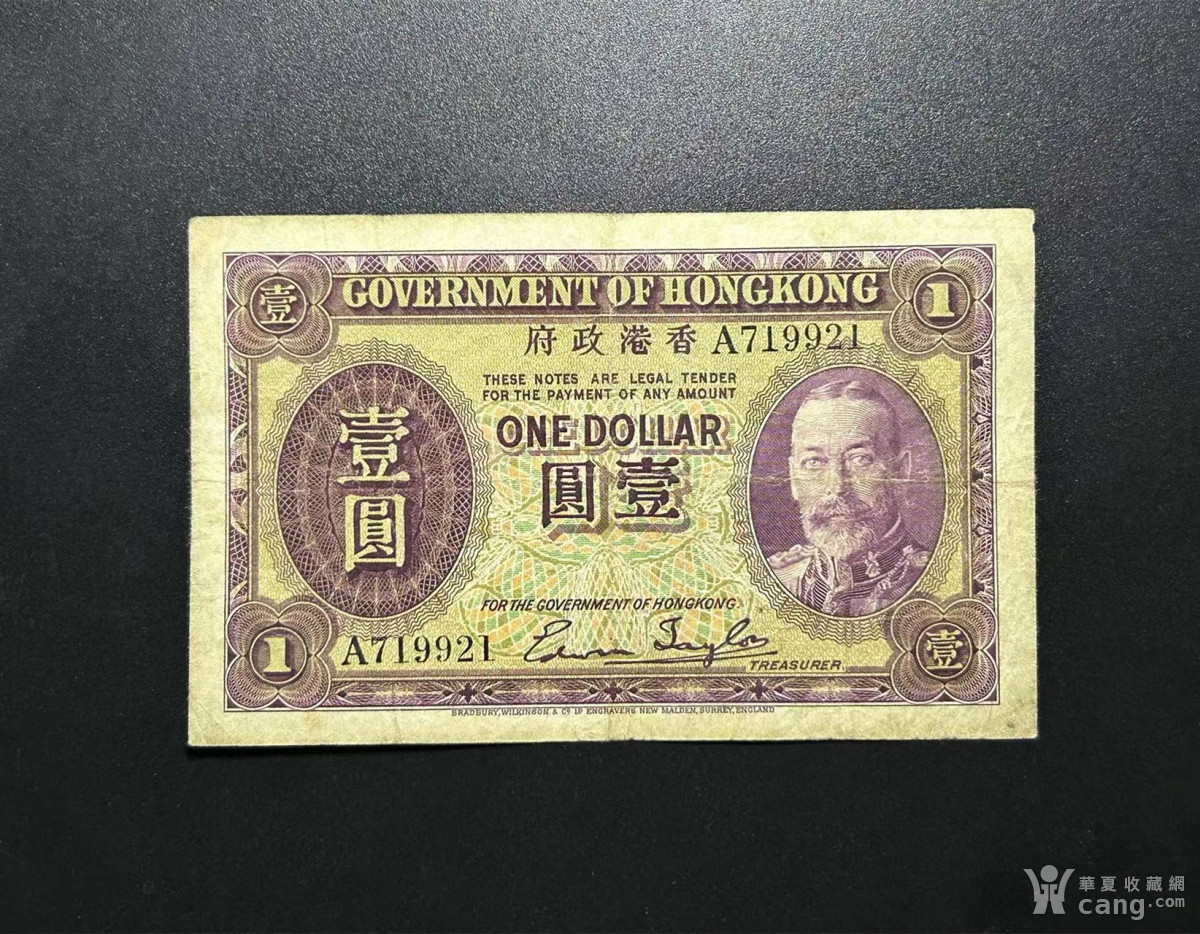 壹
GOVERNMENT OF HONGKONG
1
府政港香 A719921
THESE NOTES ARE LEGAL TENDER
FOR THE PAYMENT OF ANY AMOUNT
ONE DOLLAR
圓壹
壹圓
FOR THE GOVERNMENT OF HONGKONG.
1
A719921
Edwin Taylor
TREASURER.
壹
BRADBURY, WILKINSON & Co Ld ENGRAVERS NEW MALDEN, SURREY, ENGLAND
華夏收藏網
cang.com